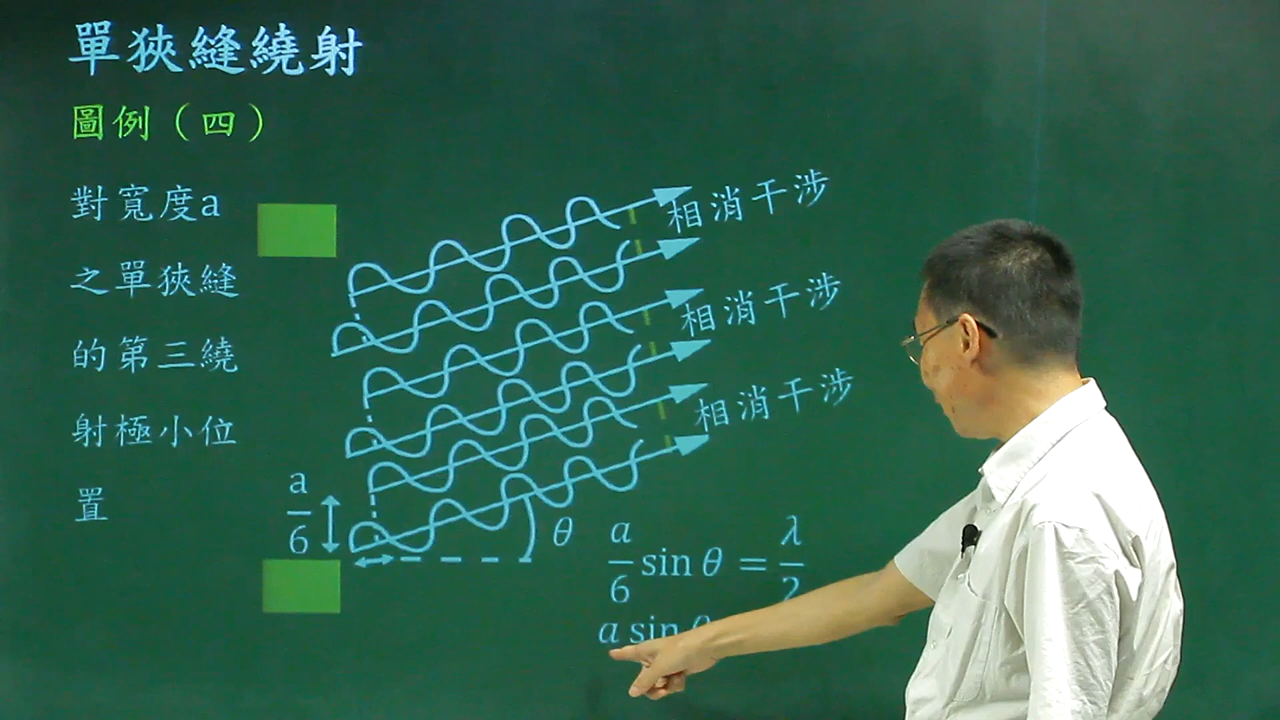 單狹縫繞射
圖例（四）
對寬度a
之單狹縫
的第三繞
射極小位
置
相消干涉
相消干涉
相消干涉
a/6
θ
a/6 sin θ = λ/2
a sin θ